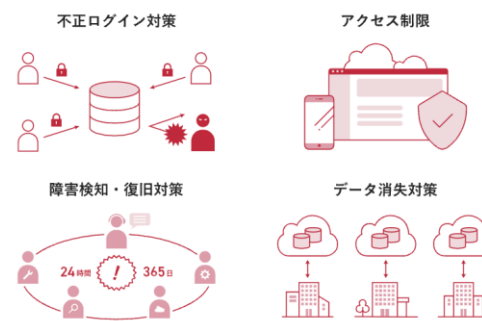 不正ログイン対策
アクセス制限
障害検知・復旧対策
24時間
!
365日
データ消失対策